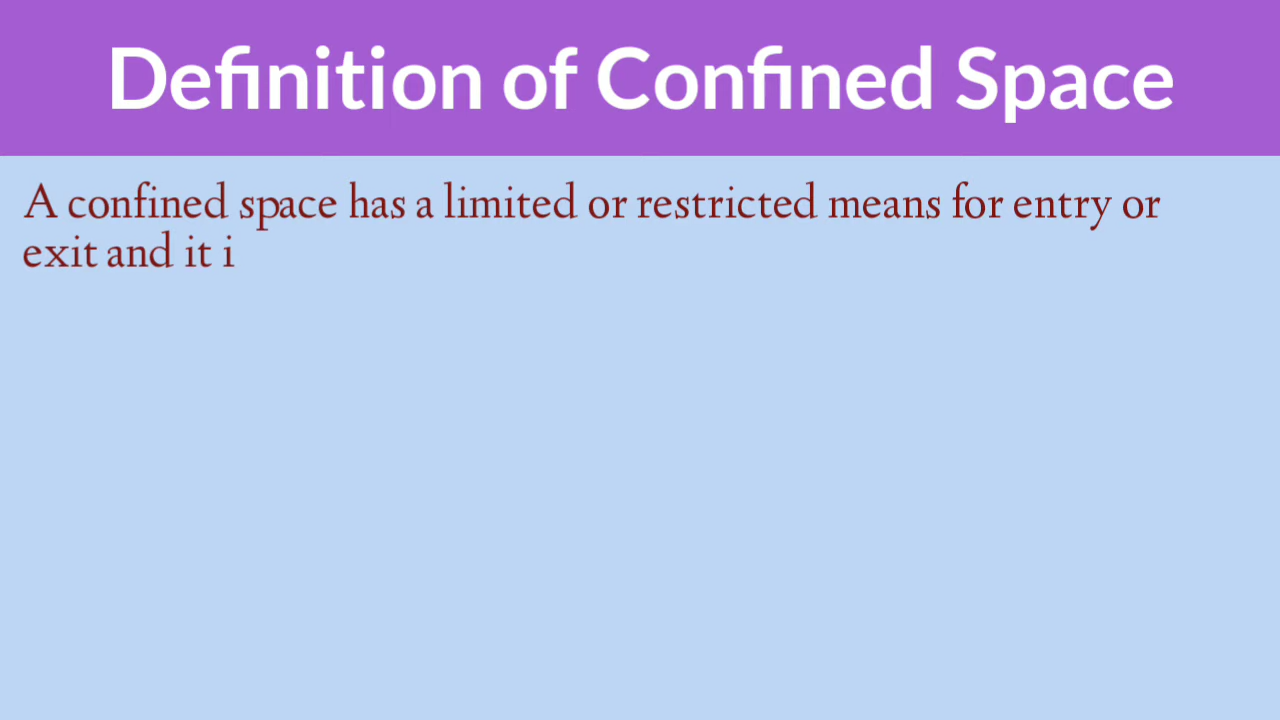 Definition of Confined Space
A confined space has a limited or restricted means for entry or
exit and it i